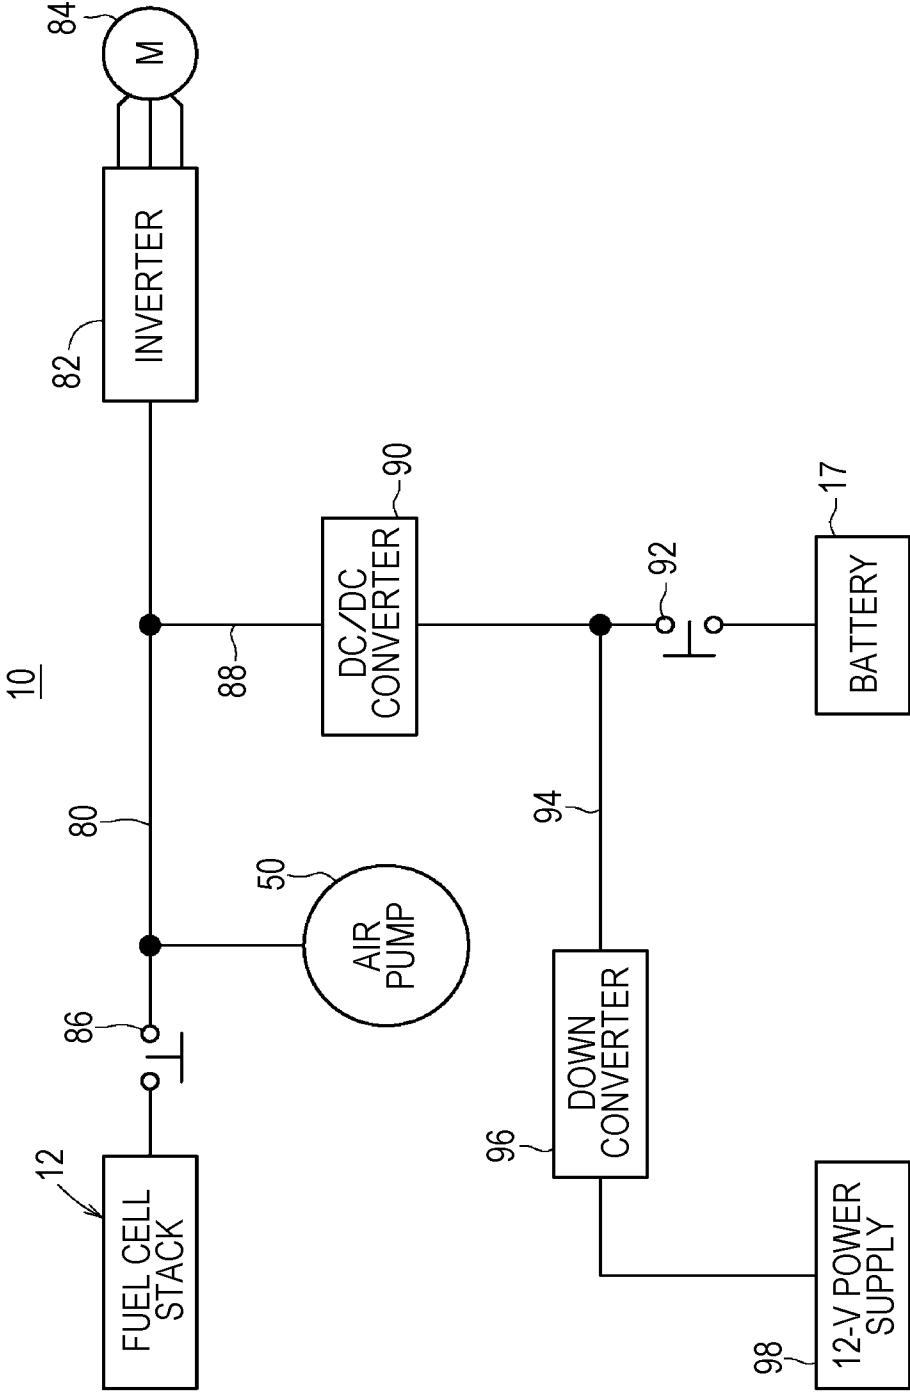 10
12
FUEL CELL
STACK
86
80
82
INVERTER
84
M
50
AIR
PUMP
88
90
DC/DC
CONVERTER
96
DOWN
CONVERTER
94
92
98
12-V POWER
SUPPLY
17
BATTERY